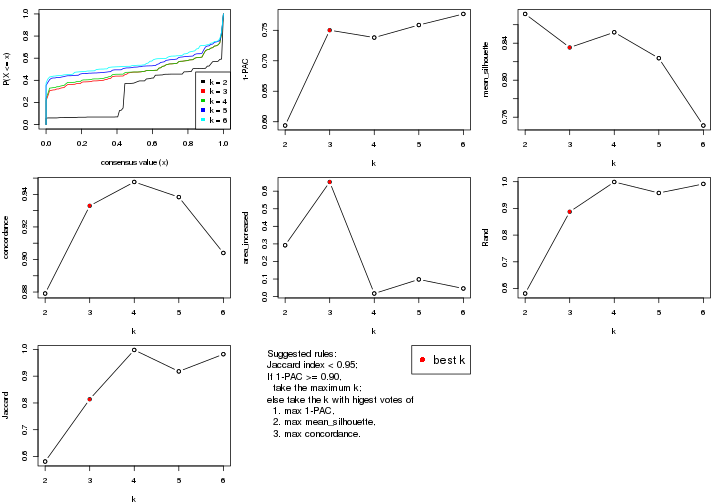 P(X <= x)
0.0 0.2 0.4 0.6 0.8 1.0
k = 2
k = 3
k = 4
k = 5
k = 6
0.0 0.2 0.4 0.6 0.8 1.0
consensus value (x)
1-PAC
0.60 0.65 0.70 0.75
2 3 4 5 6
k
mean_silhouette
0.76 0.80 0.84
2 3 4 5 6
k
concordance
0.88 0.90 0.92 0.94
2 3 4 5 6
k
area_increased
0.0 0.1 0.2 0.3 0.4 0.5 0.6
2 3 4 5 6
k
Rand
0.6 0.7 0.8 0.9 1.0
2 3 4 5 6
k
Jaccard
0.6 0.7 0.8 0.9 1.0
2 3 4 5 6
k
Suggested rules:
Jaccard index < 0.95;
If 1-PAC >= 0.90,
take the maximum k;
else take the k with higest votes of
1. max 1-PAC,
2. max mean_silhouette,
3. max concordance.
best k